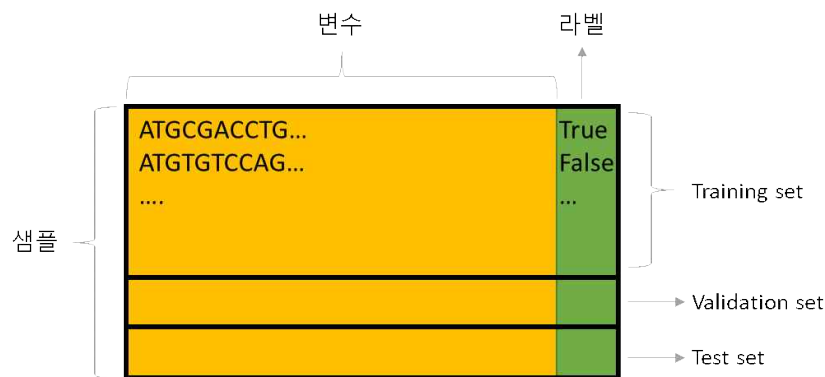 변수
라벨
ATGCGACCTG...
True
ATGTGTCCAG...
False
....
...
Training set
샘플
Validation set
Test set